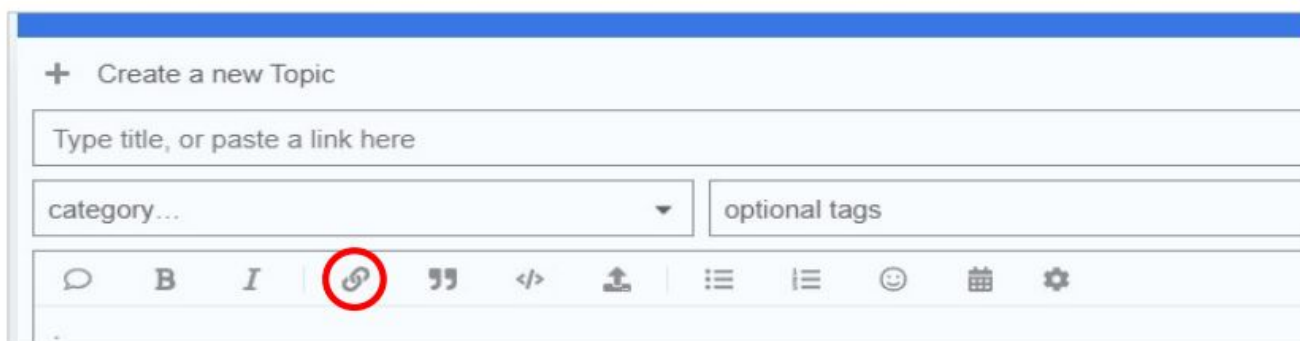 Create a new Topic
Type title, or paste a link here
category...
optional tags
B I </>